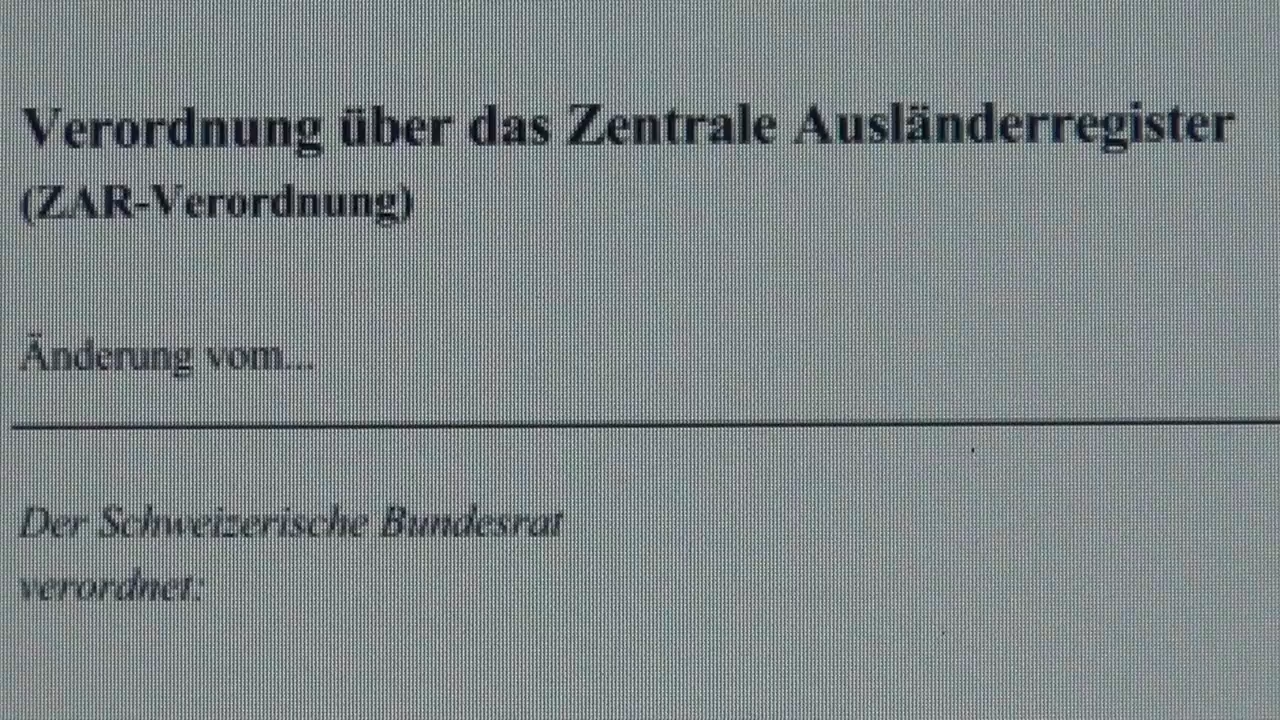 Verordnung über das Zentrale Ausländerregister
(ZAR-Verordnung)
Änderung vom...
Der Schweizerische Bundesrat
verordnet: